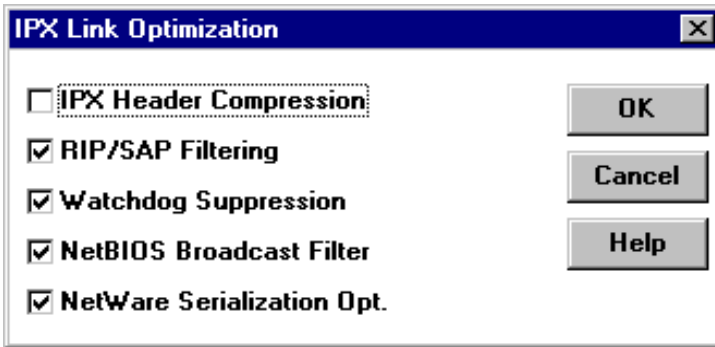 IPX Link Optimization
IPX Header Compression
RIP/SAP Filtering
Watchdog Suppression
NetBIOS Broadcast Filter
NetWare Serialization Opt.
OK
Cancel
Help